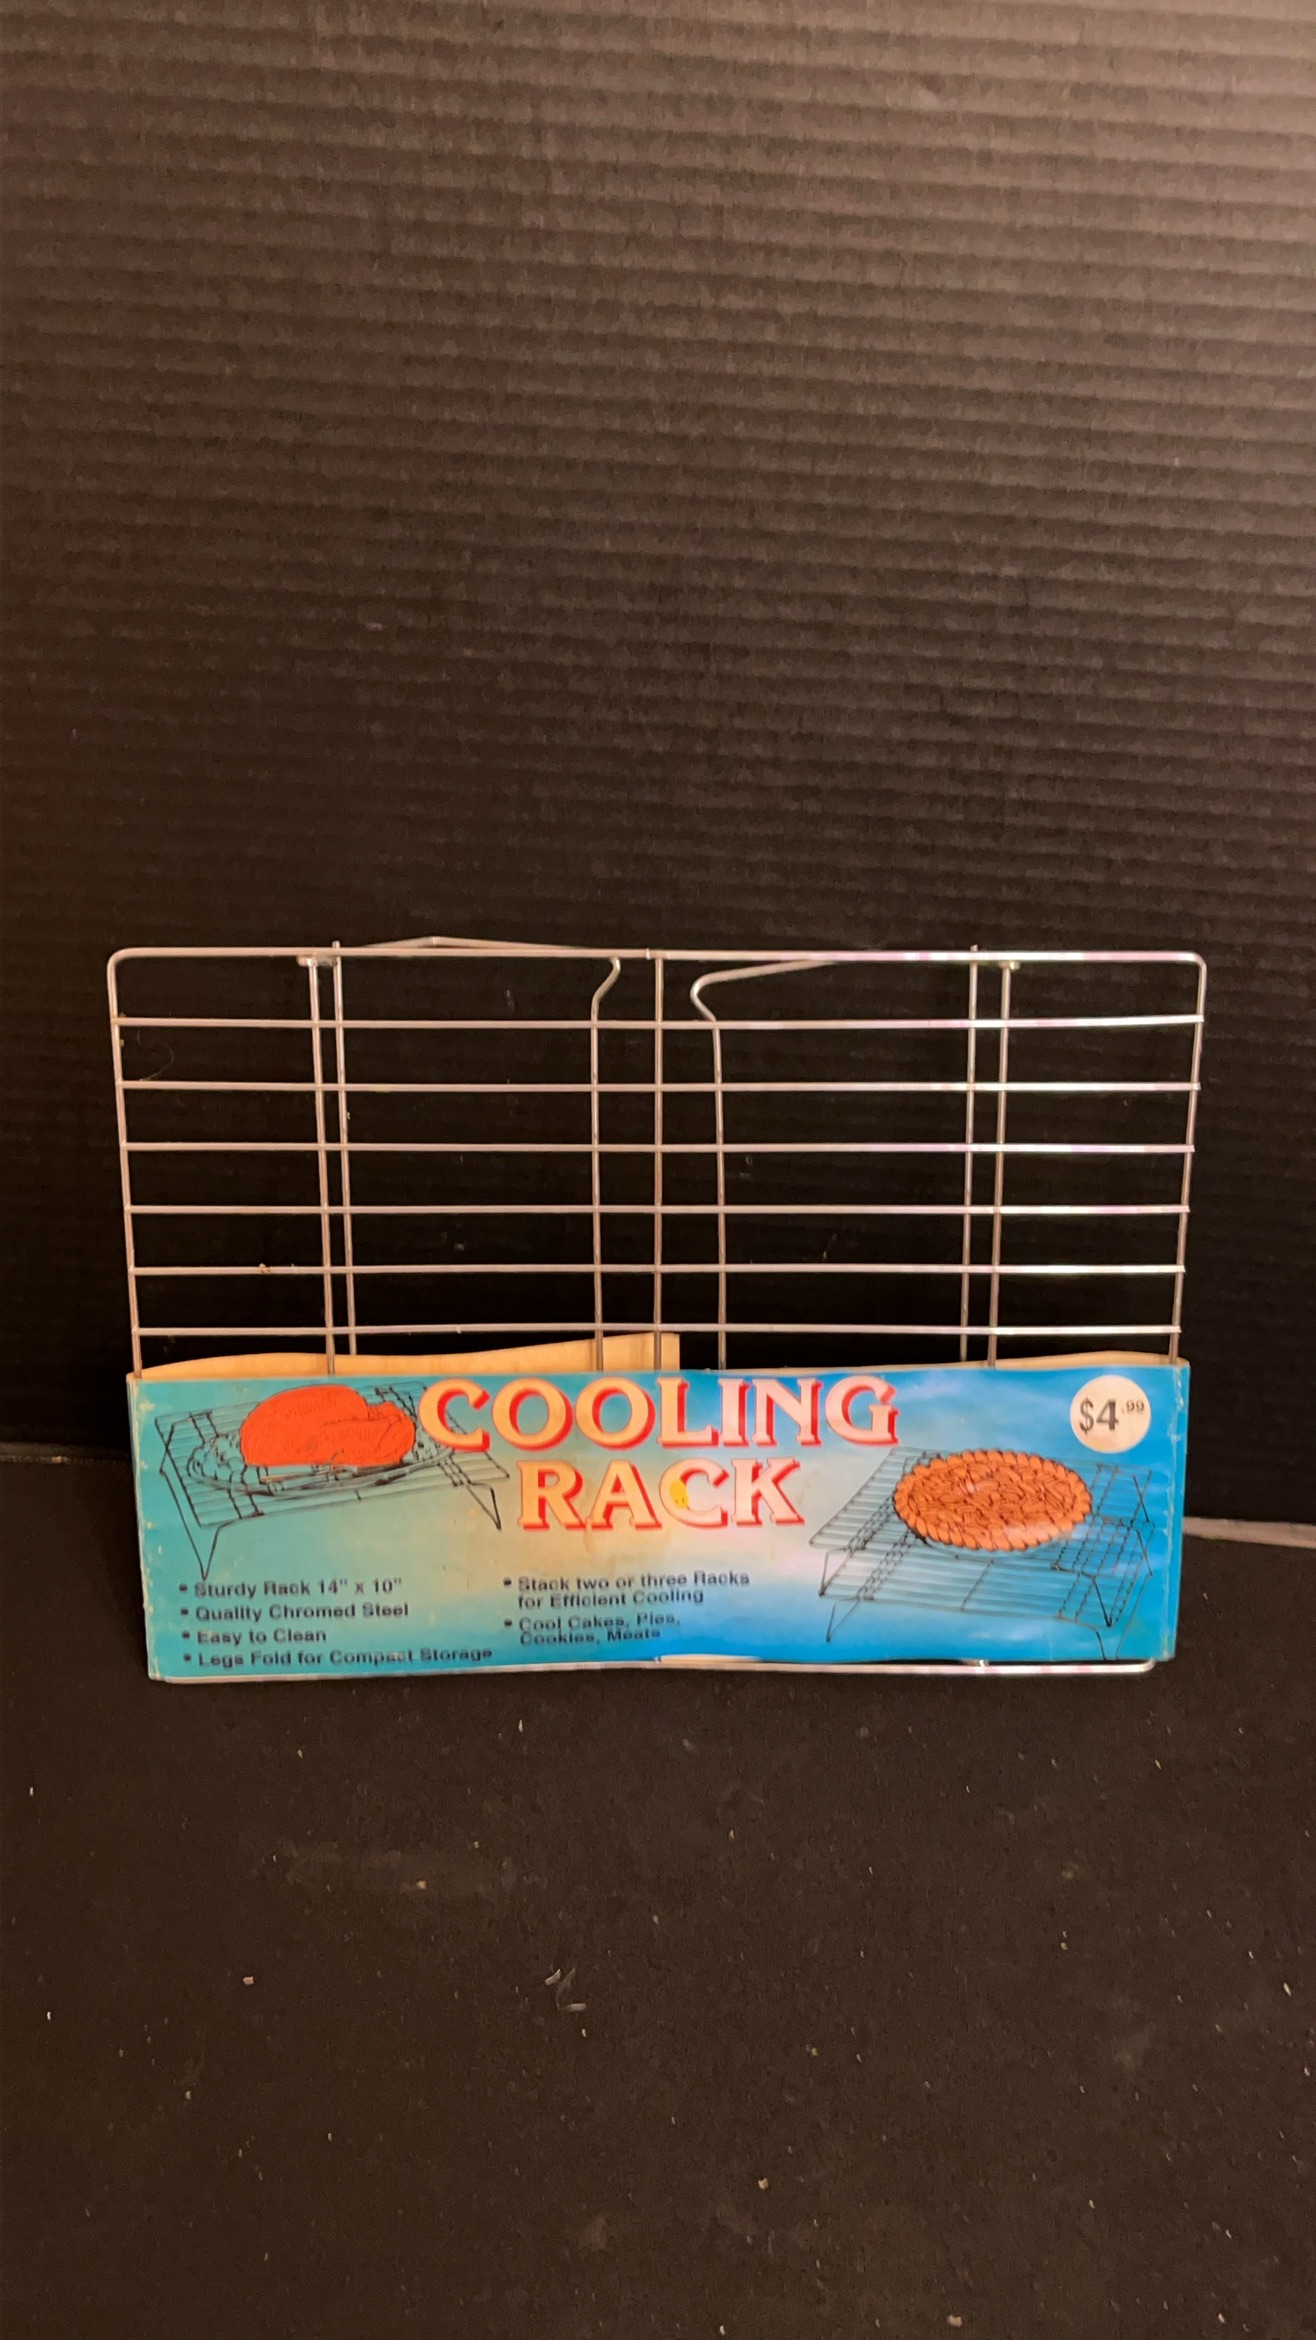 COOLING
RACK
$4.99
• Sturdy Rack 14" x 10"
• Quality Chromed Steel
• Easy to Clean
• Legs Fold for Compact Storage
• Stack two or three Racks
for Efficient Cooling
• Cool Cakes, Pies,
Cookies, Meats